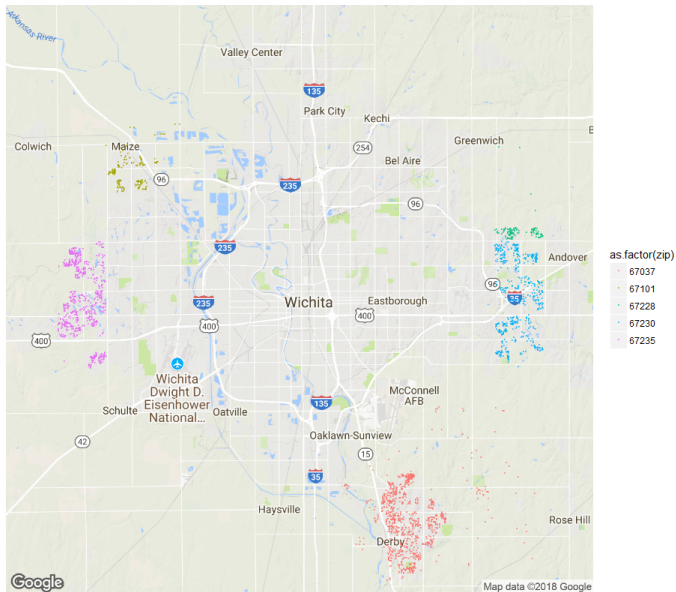 Arkansas River
Valley Center
135
Park City
Kechi
Colwich
Maize
254
Greenwich
E
Bel Aire
96
235
96
235
Andover
96
235
Wichita
Eastborough
35
400
400
400
Wichita
Dwight D.
Eisenhower
National...
McConnell
AFB
Schulte
Oatville
135
42
Oaklawn-Sunview
15
35
Haysville
Rose Hill
Derby
Google
Map data ©2018 Google
as.factor(zip)
67037
67101
67228
67230
67235